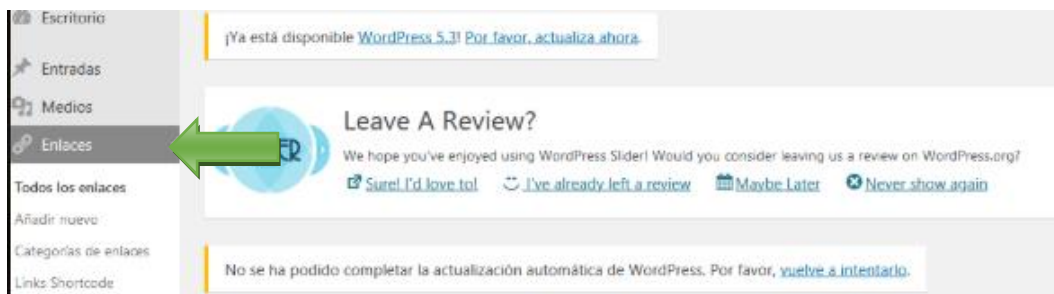 Escritorio
Entradas
Medios
Enlaces
Todos los enlaces
Añadir nuevo
Categorías de enlaces
Links Shortcode
¡Ya está disponible WordPress 5.3! Por favor, actualiza ahora.
Leave A Review?
We hope you've enjoyed using WordPress Slider! Would you consider leaving us a review on WordPress.org?
Sure! I'd love to! I've already left a review Maybe Later Never show again
No se ha podido completar la actualización automática de WordPress. Por favor, vuelve a intentarlo.